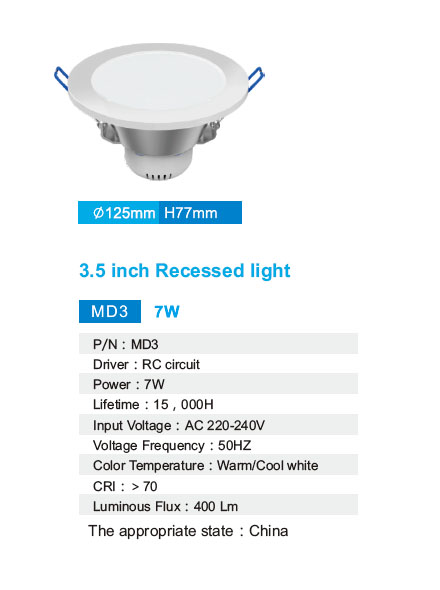 Ø125mm H77mm
3.5 inch Recessed light
MD3 7W
P/N：MD3
Driver：RC circuit
Power：7W
Lifetime：15，000H
Input Voltage：AC 220-240V
Voltage Frequency：50HZ
Color Temperature：Warm/Cool white
CRI：＞70
Luminous Flux：400 Lm
The appropriate state：China